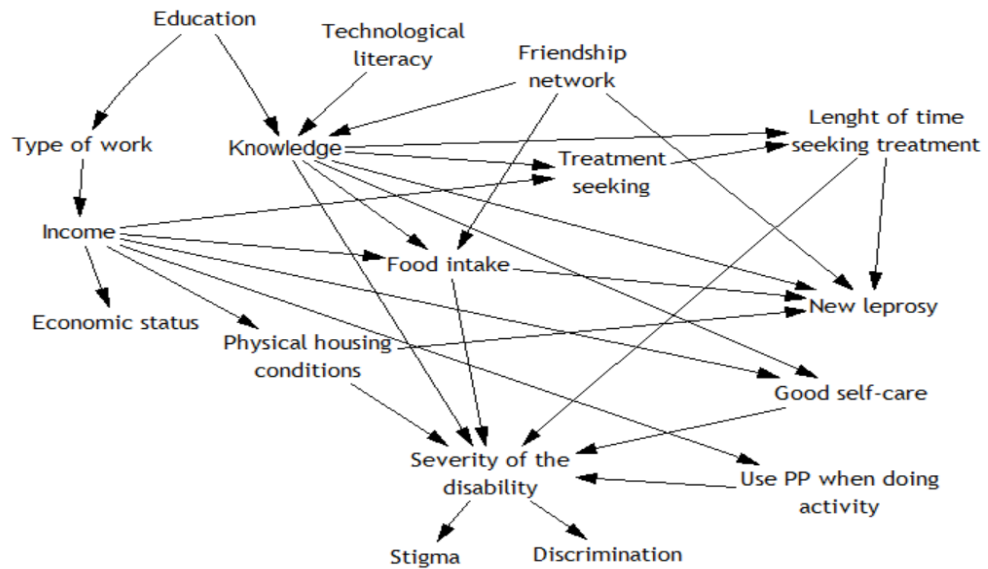 Education
Technological
literacy
Friendship
network
Lenght of time
seeking treatment
Type of work
Knowledge
Treatment
seeking
Income
Food intake
New leprosy
Economic status
Physical housing
conditions
Good self-care
Severity of the
disability
Use PP when doing
activity
Stigma
Discrimination